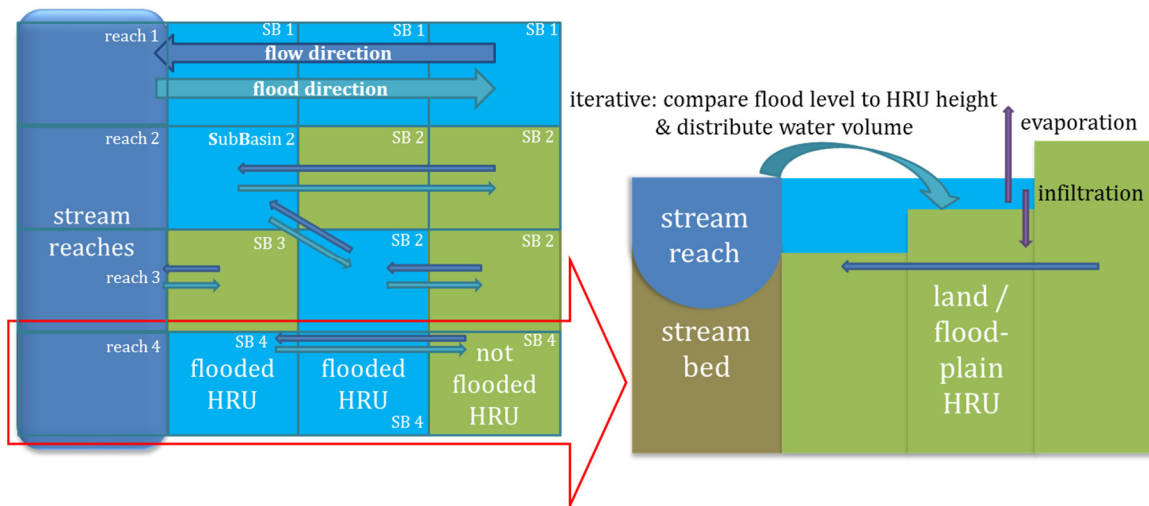 reach 1
SB 1
SB 1
SB 1
flow direction
flood direction
reach 2
SubBasin 2
SB 2
SB 2
stream
reaches
reach 3
SB 3
SB 2
SB 2
reach 4
SB 4
flooded
HRU
flooded
HRU
SB 4
SB 4
not
flooded
HRU
iterative: compare flood level to HRU height
& distribute water volume
evaporation
infiltration
stream
reach
stream
bed
land /
flood-
plain
HRU